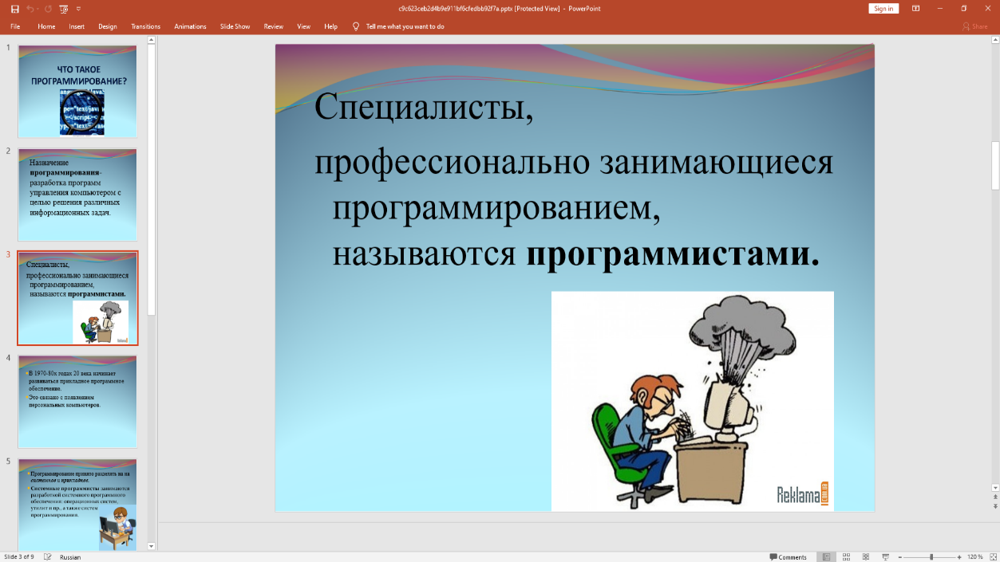 c9c623ceb2d4b9e911bf6cfedbb92f7a.pptx [Protected View] - PowerPoint
Sign in
File Home Insert Design Transitions Animations Slide Show Review View Help Tell me what you want to do Share
1
ЧТО ТАКОЕ
ПРОГРАММИРОВАНИЕ?
2
Назначение
программирования-
разработка программ
управления компьютером с
целью решения различных
информационных задач.
3
Специалисты,
профессионально занимающиеся
программированием,
называются программистами.
4
В 1970-80х годах 20 века начинает
развиваться прикладное программное
обеспечение.
Это связано с появлением
персональных компьютеров.
5
Программирование принято разделять на на
системное и прикладное.
Системные программисты занимаются
разработкой системного программного
обеспечения: операционных систем,
утилит и пр., а также систем
программирования.
Специалисты,
профессионально занимающиеся
программированием,
называются программистами.
Reklama
Slide 3 of 9 Russian Comments 120 %